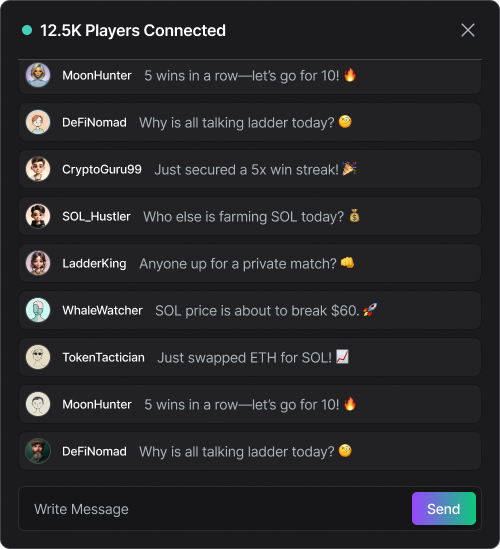 12.5K Players Connected
MoonHunter 5 wins in a row—let's go for 10! 🔥
DeFiNomad Why is all talking ladder today? 🧐
CryptoGuru99 Just secured a 5x win streak! 🎉
SOL_Hustler Who else is farming SOL today? 💰
LadderKing Anyone up for a private match? 👊
WhaleWatcher SOL price is about to break $60. 🚀
TokenTactician Just swapped ETH for SOL! 📈
MoonHunter 5 wins in a row—let's go for 10! 🔥
DeFiNomad Why is all talking ladder today? 🧐
Write Message Send